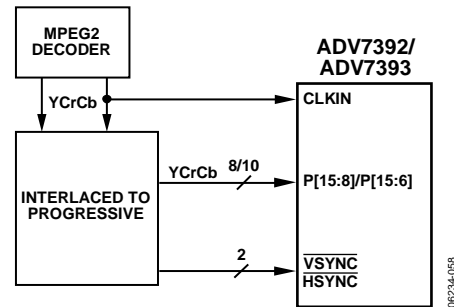 MPEG2
DECODER
YCrCb
INTERLACED TO
PROGRESSIVE
YCrCb
8/10
2
ADV7392/
ADV7393
CLKIN
P[15:8]/P[15:6]
VSYNC
HSYNC
06234-058